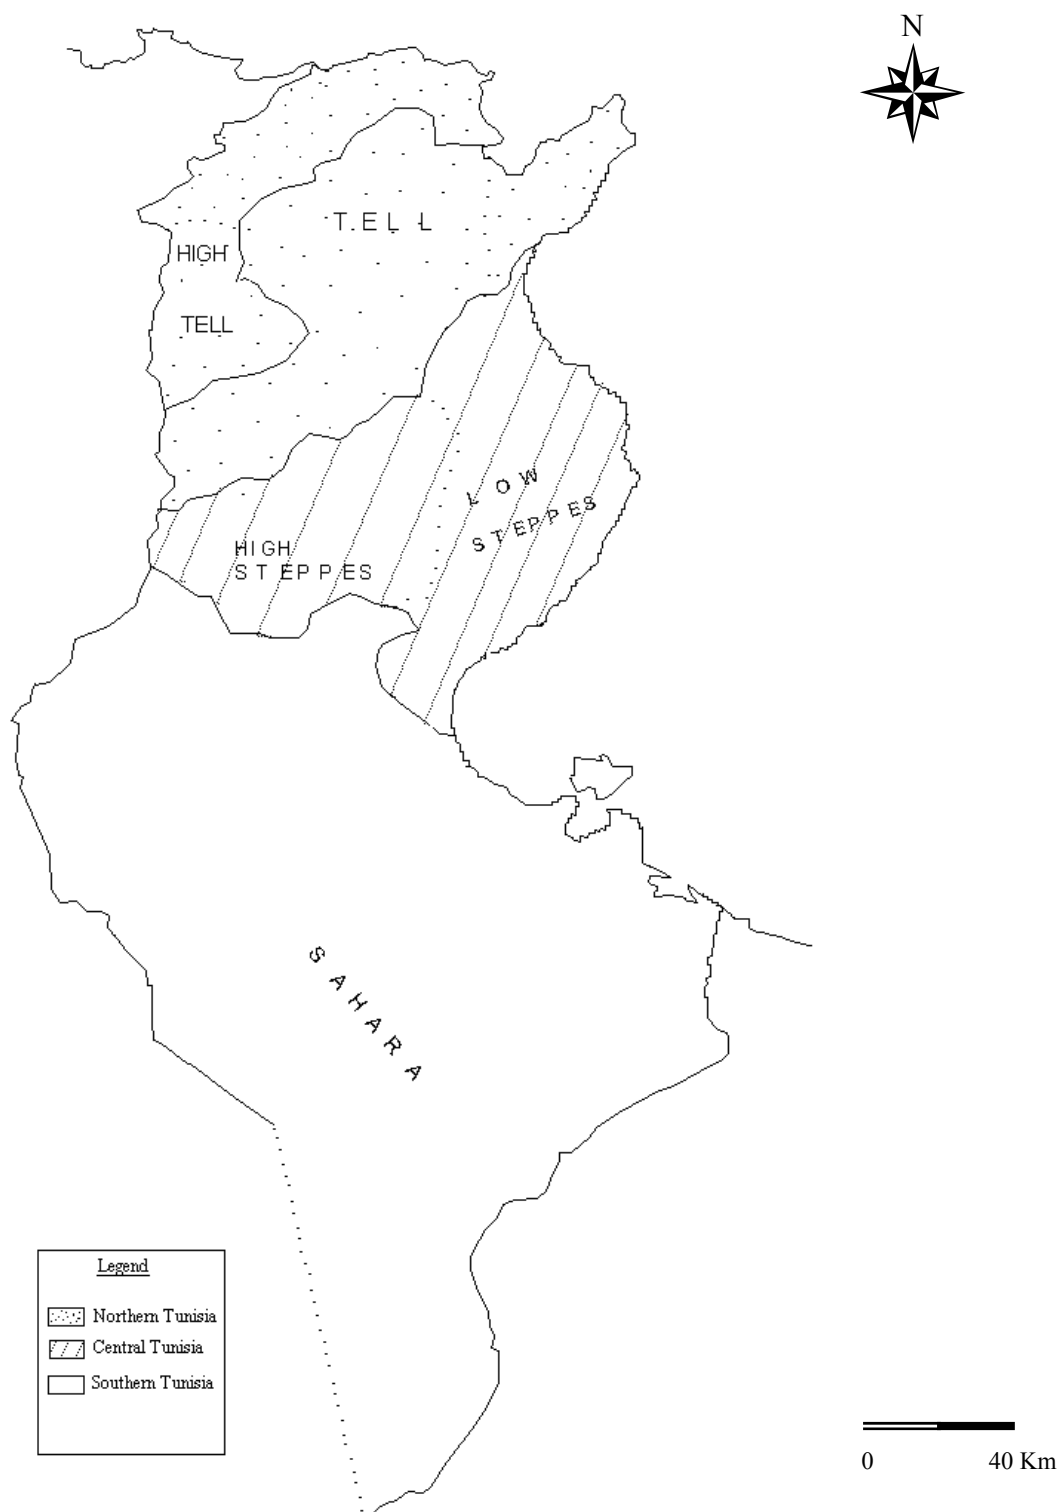 N
TELL
HIGH
TELL
LOW
STEPPES
HIGH
STEPPES
SAHARA
Legend
Northern Tunisia
Central Tunisia
Southern Tunisia
0 40 Km